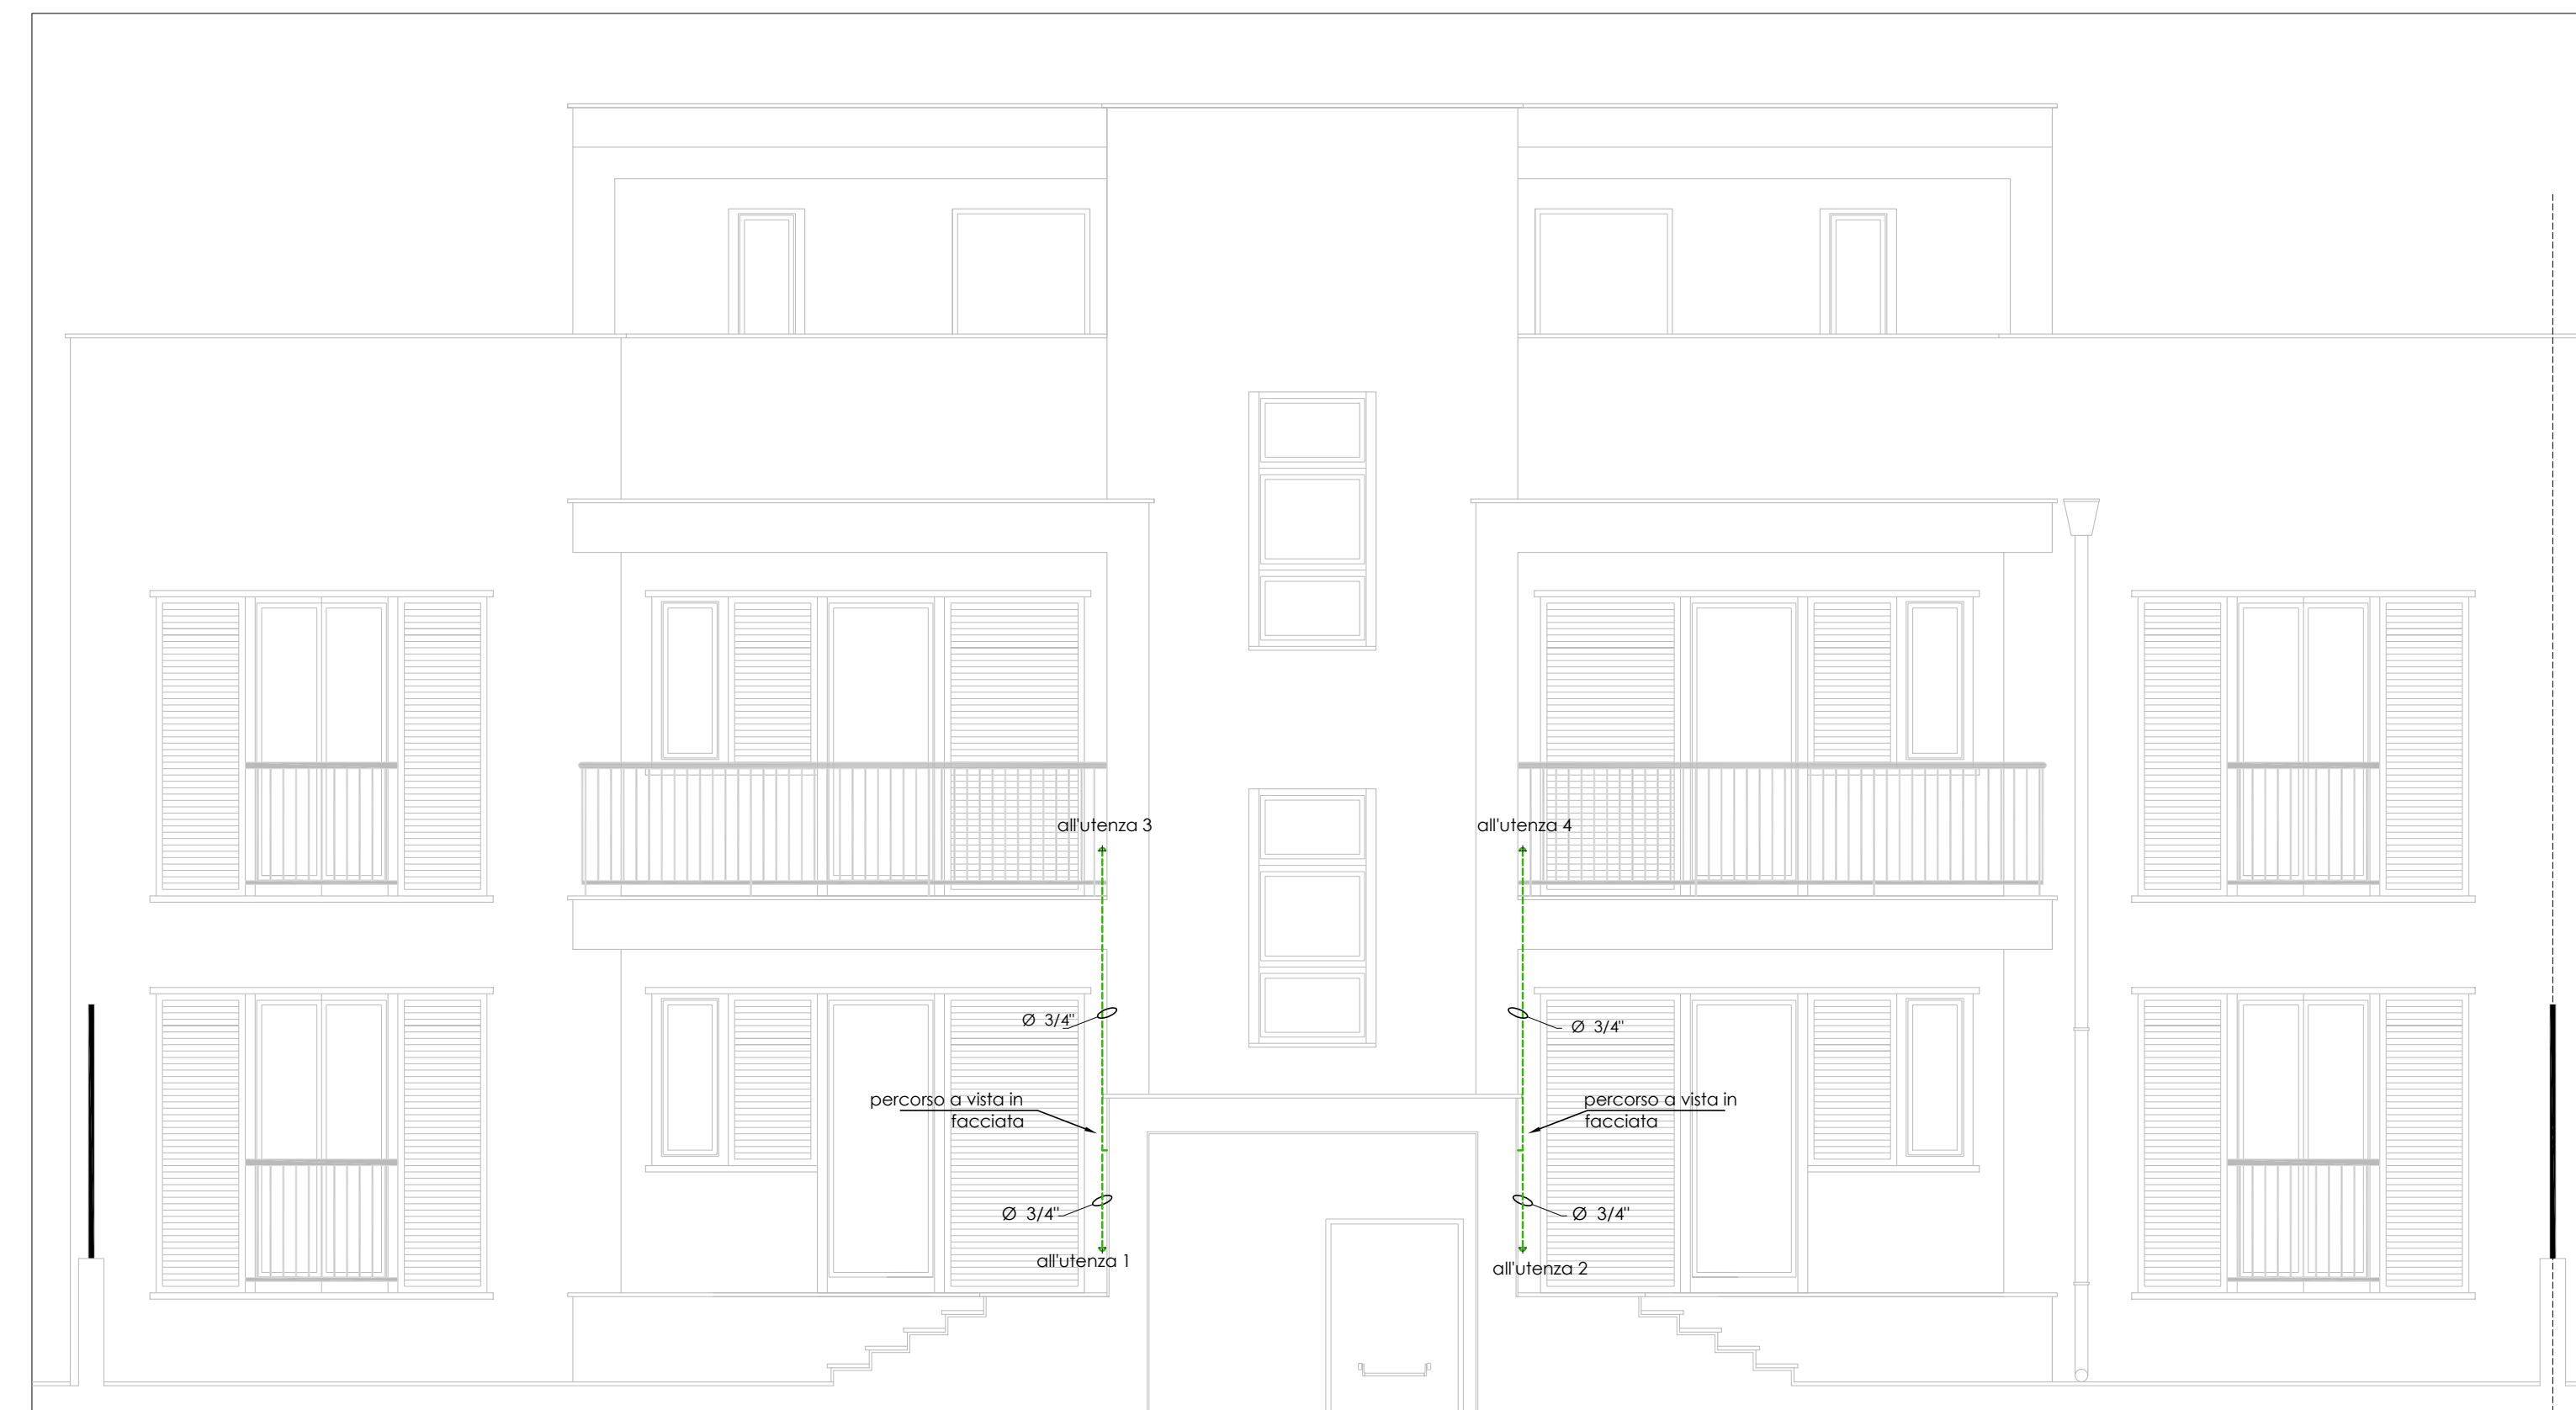 all'utenza 3
all'utenza 4
Ø 3/4"
Ø 3/4"
percorso a vista in
facciata
percorso a vista in
facciata
Ø 3/4"
Ø 3/4"
all'utenza 1
all'utenza 2